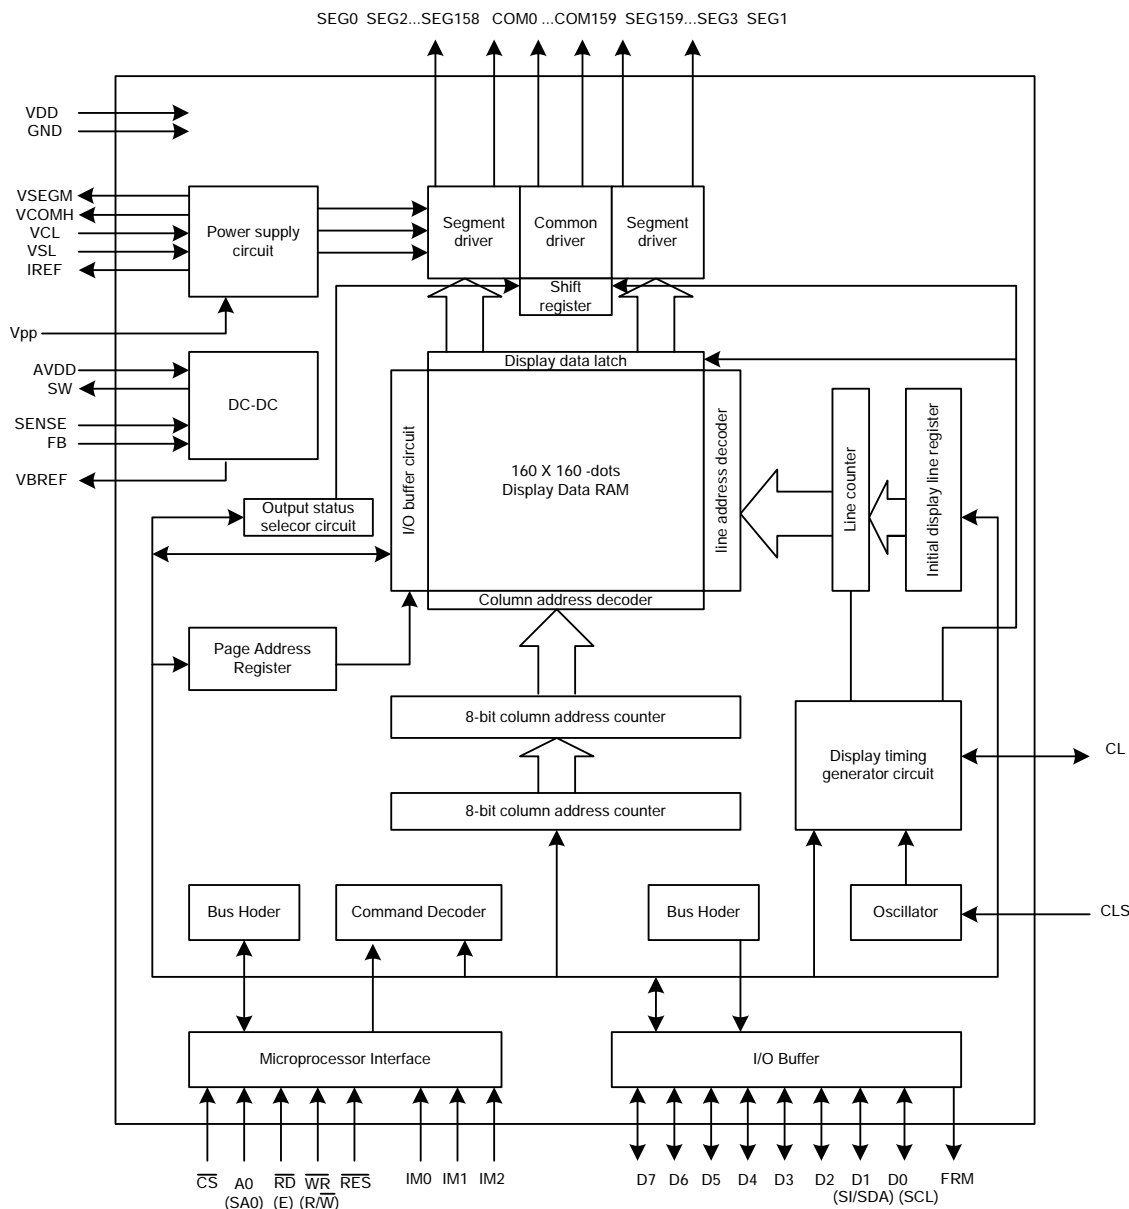 SEG0 SEG2...SEG158 COM0 ...COM159 SEG159...SEG3 SEG1
VDD
GND
VSEGM
VCOMH
VCL
VSL
IREF
Power supply
circuit
Segment
driver
Common
driver
Segment
driver
Shift
register
Vpp
AVDD
SW
SENSE
FB
VBREF
DC-DC
Display data latch
I/O buffer circuit
160 X 160 -dots
Display Data RAM
line address decoder
Line counter
Initial display line register
Output status
selecor circuit
Column address decoder
Page Address
Register
8-bit column address counter
8-bit column address counter
Display timing
generator circuit
CL
Bus Hoder
Command Decoder
Bus Hoder
Oscillator
CLS
Microprocessor Interface
I/O Buffer
C̅S̅ A0 R̅D̅ W̅R̅ R̅E̅S̅ IM0 IM1 IM2 D7 D6 D5 D4 D3 D2 D1 D0 FRM
(SA0) (E) (R/W̅) (SI/SDA) (SCL)